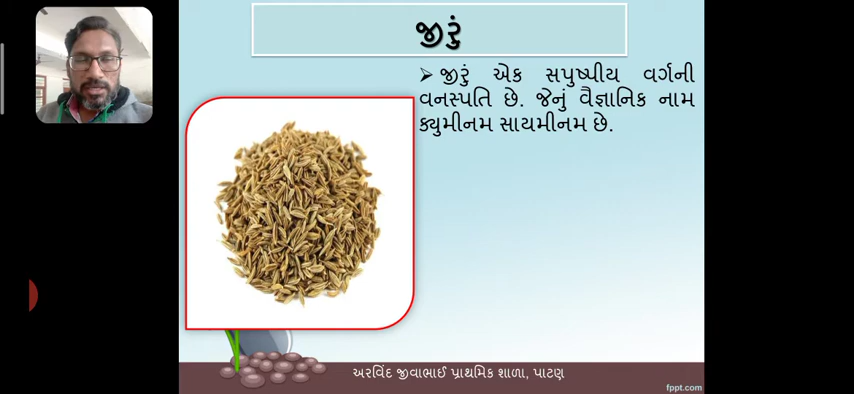 જીરું
➢ જીરું એક સપુષ્પીય વર્ગની
વનસ્પતિ છે. જેનું વૈજ્ઞાનિક નામ
ક્યુમીનમ સાયમીનમ છે.
અરવિંદ જીવાભાઈ પ્રાથમિક શાળા, પાટણ
fppt.com